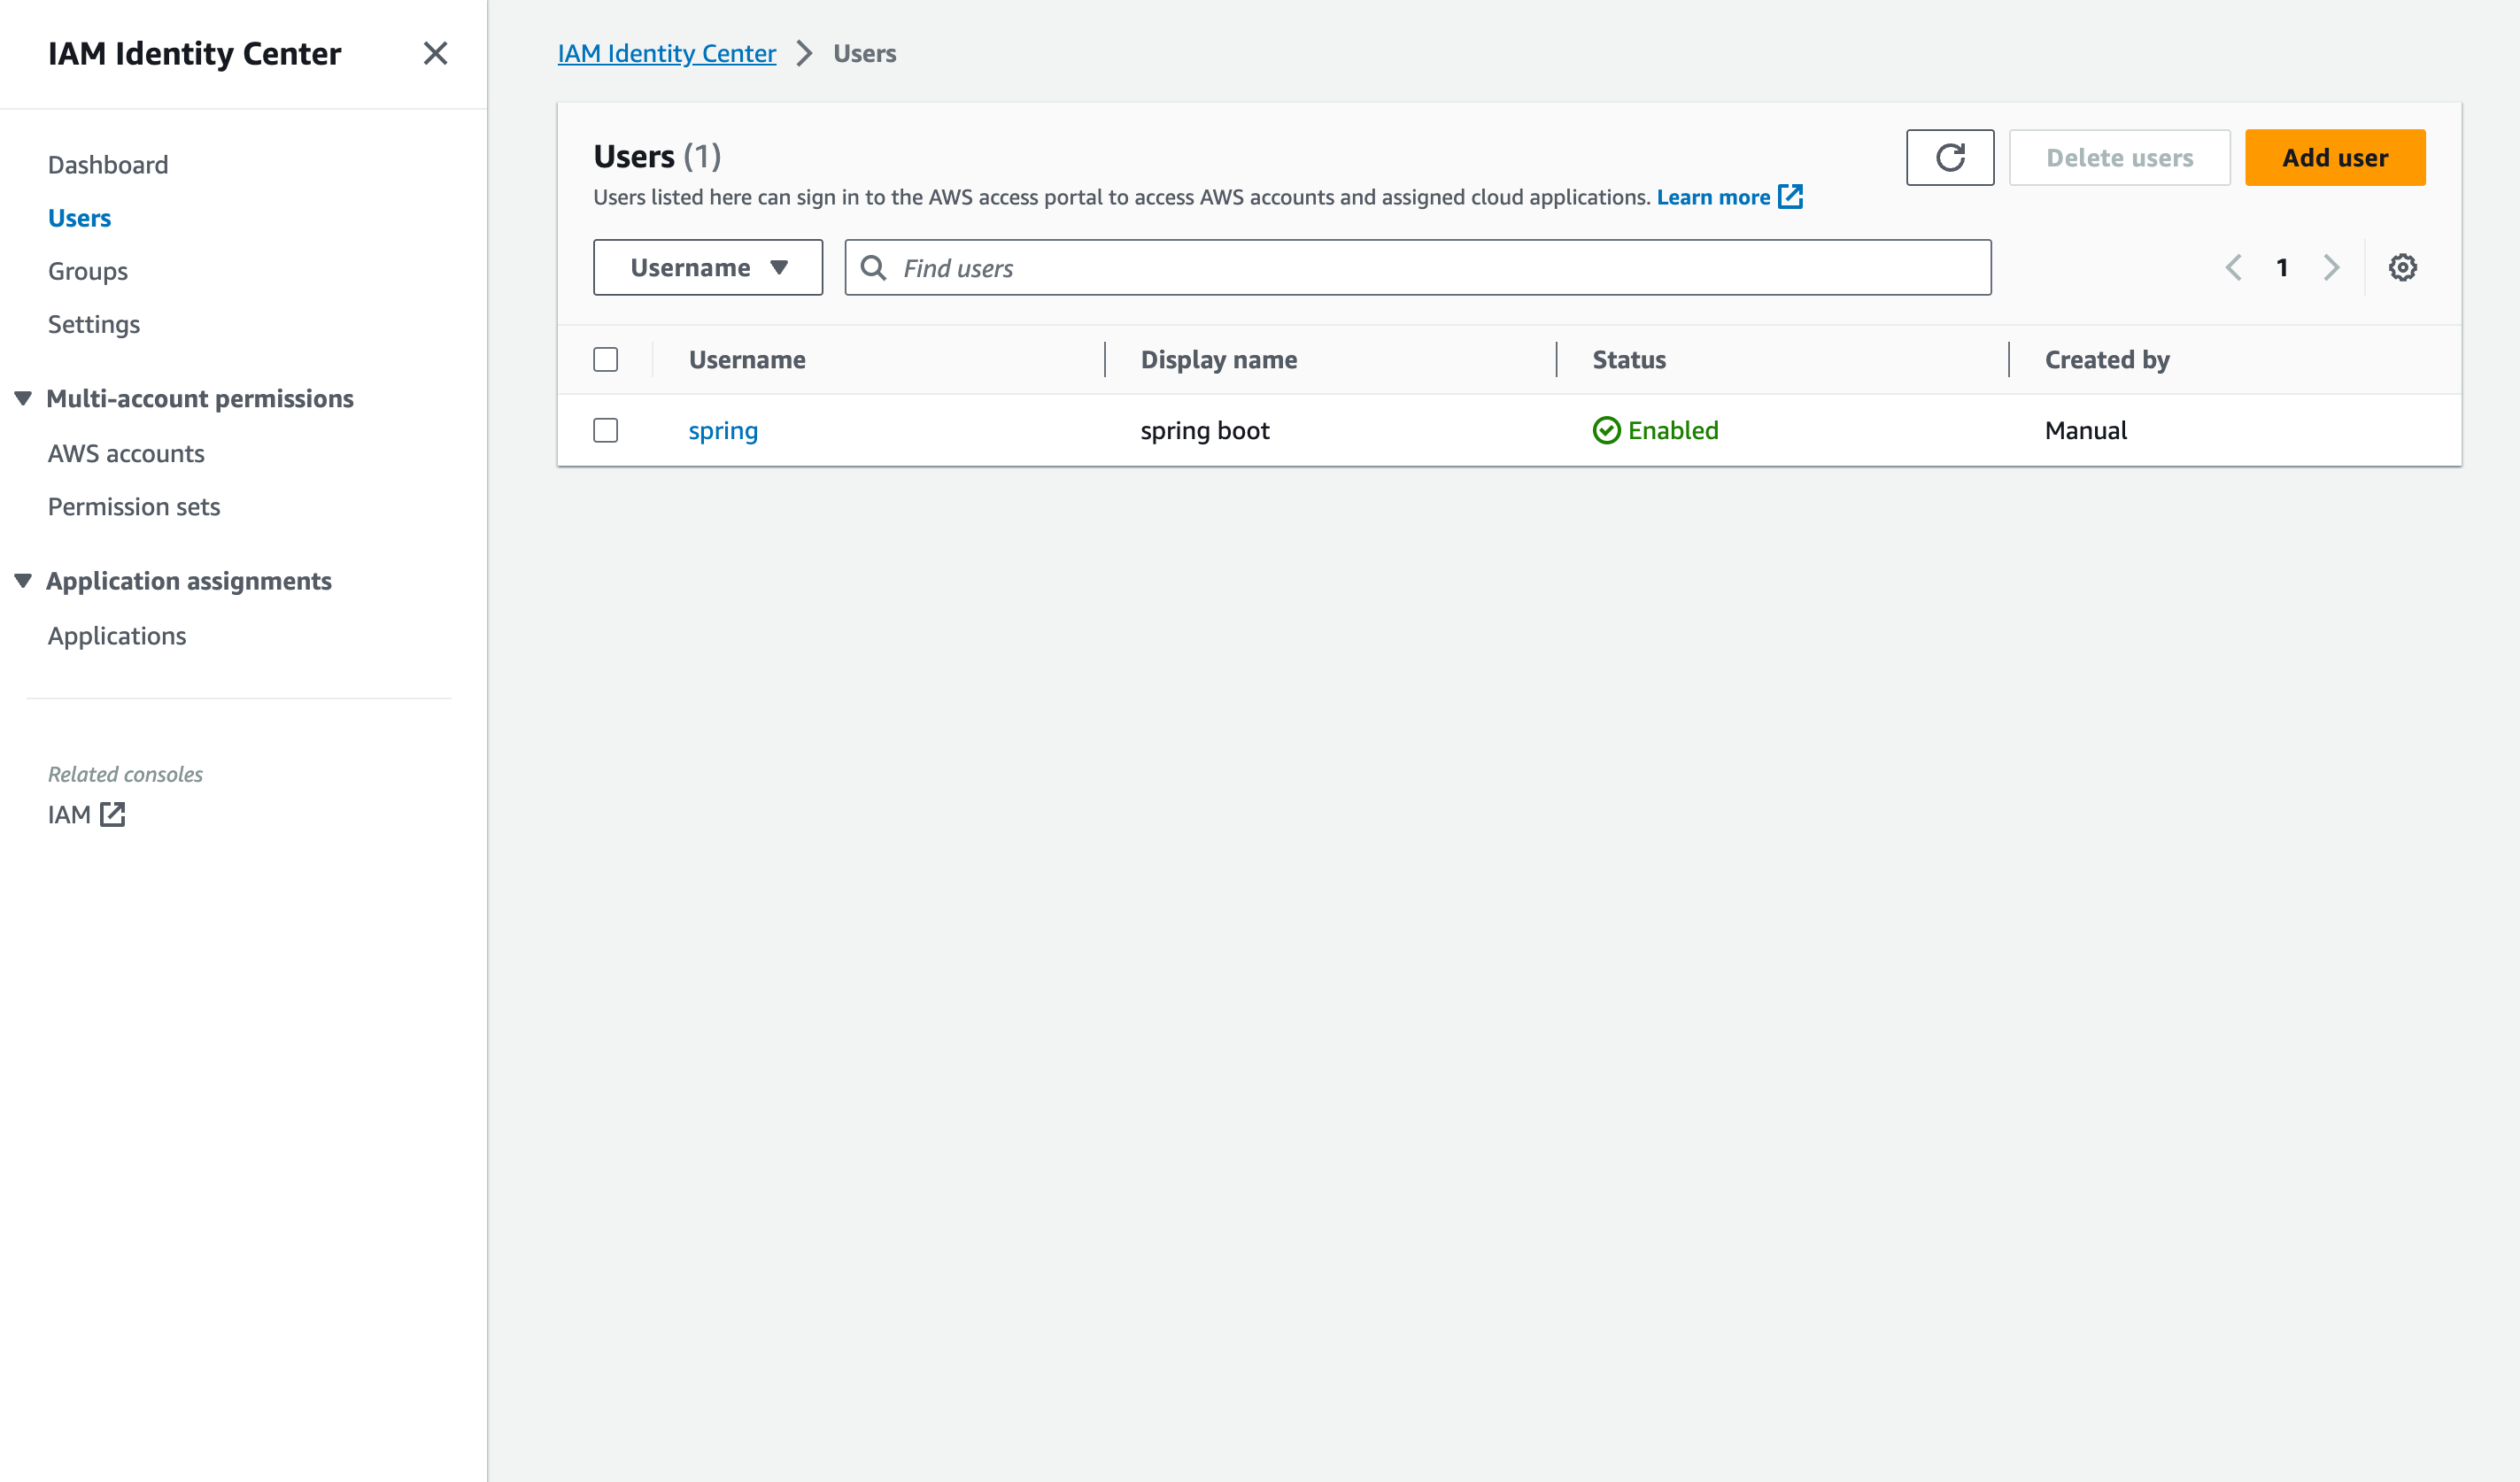 IAM Identity Center
Dashboard
Users
Groups
Settings
Multi-account permissions
AWS accounts
Permission sets
Application assignments
Applications
Related consoles
IAM
IAM Identity Center > Users
Users (1)
Users listed here can sign in to the AWS access portal to access AWS accounts and assigned cloud applications. Learn more
Delete users
Add user
Username
Find users
1
Username Display name Status Created by
spring spring boot Enabled Manual